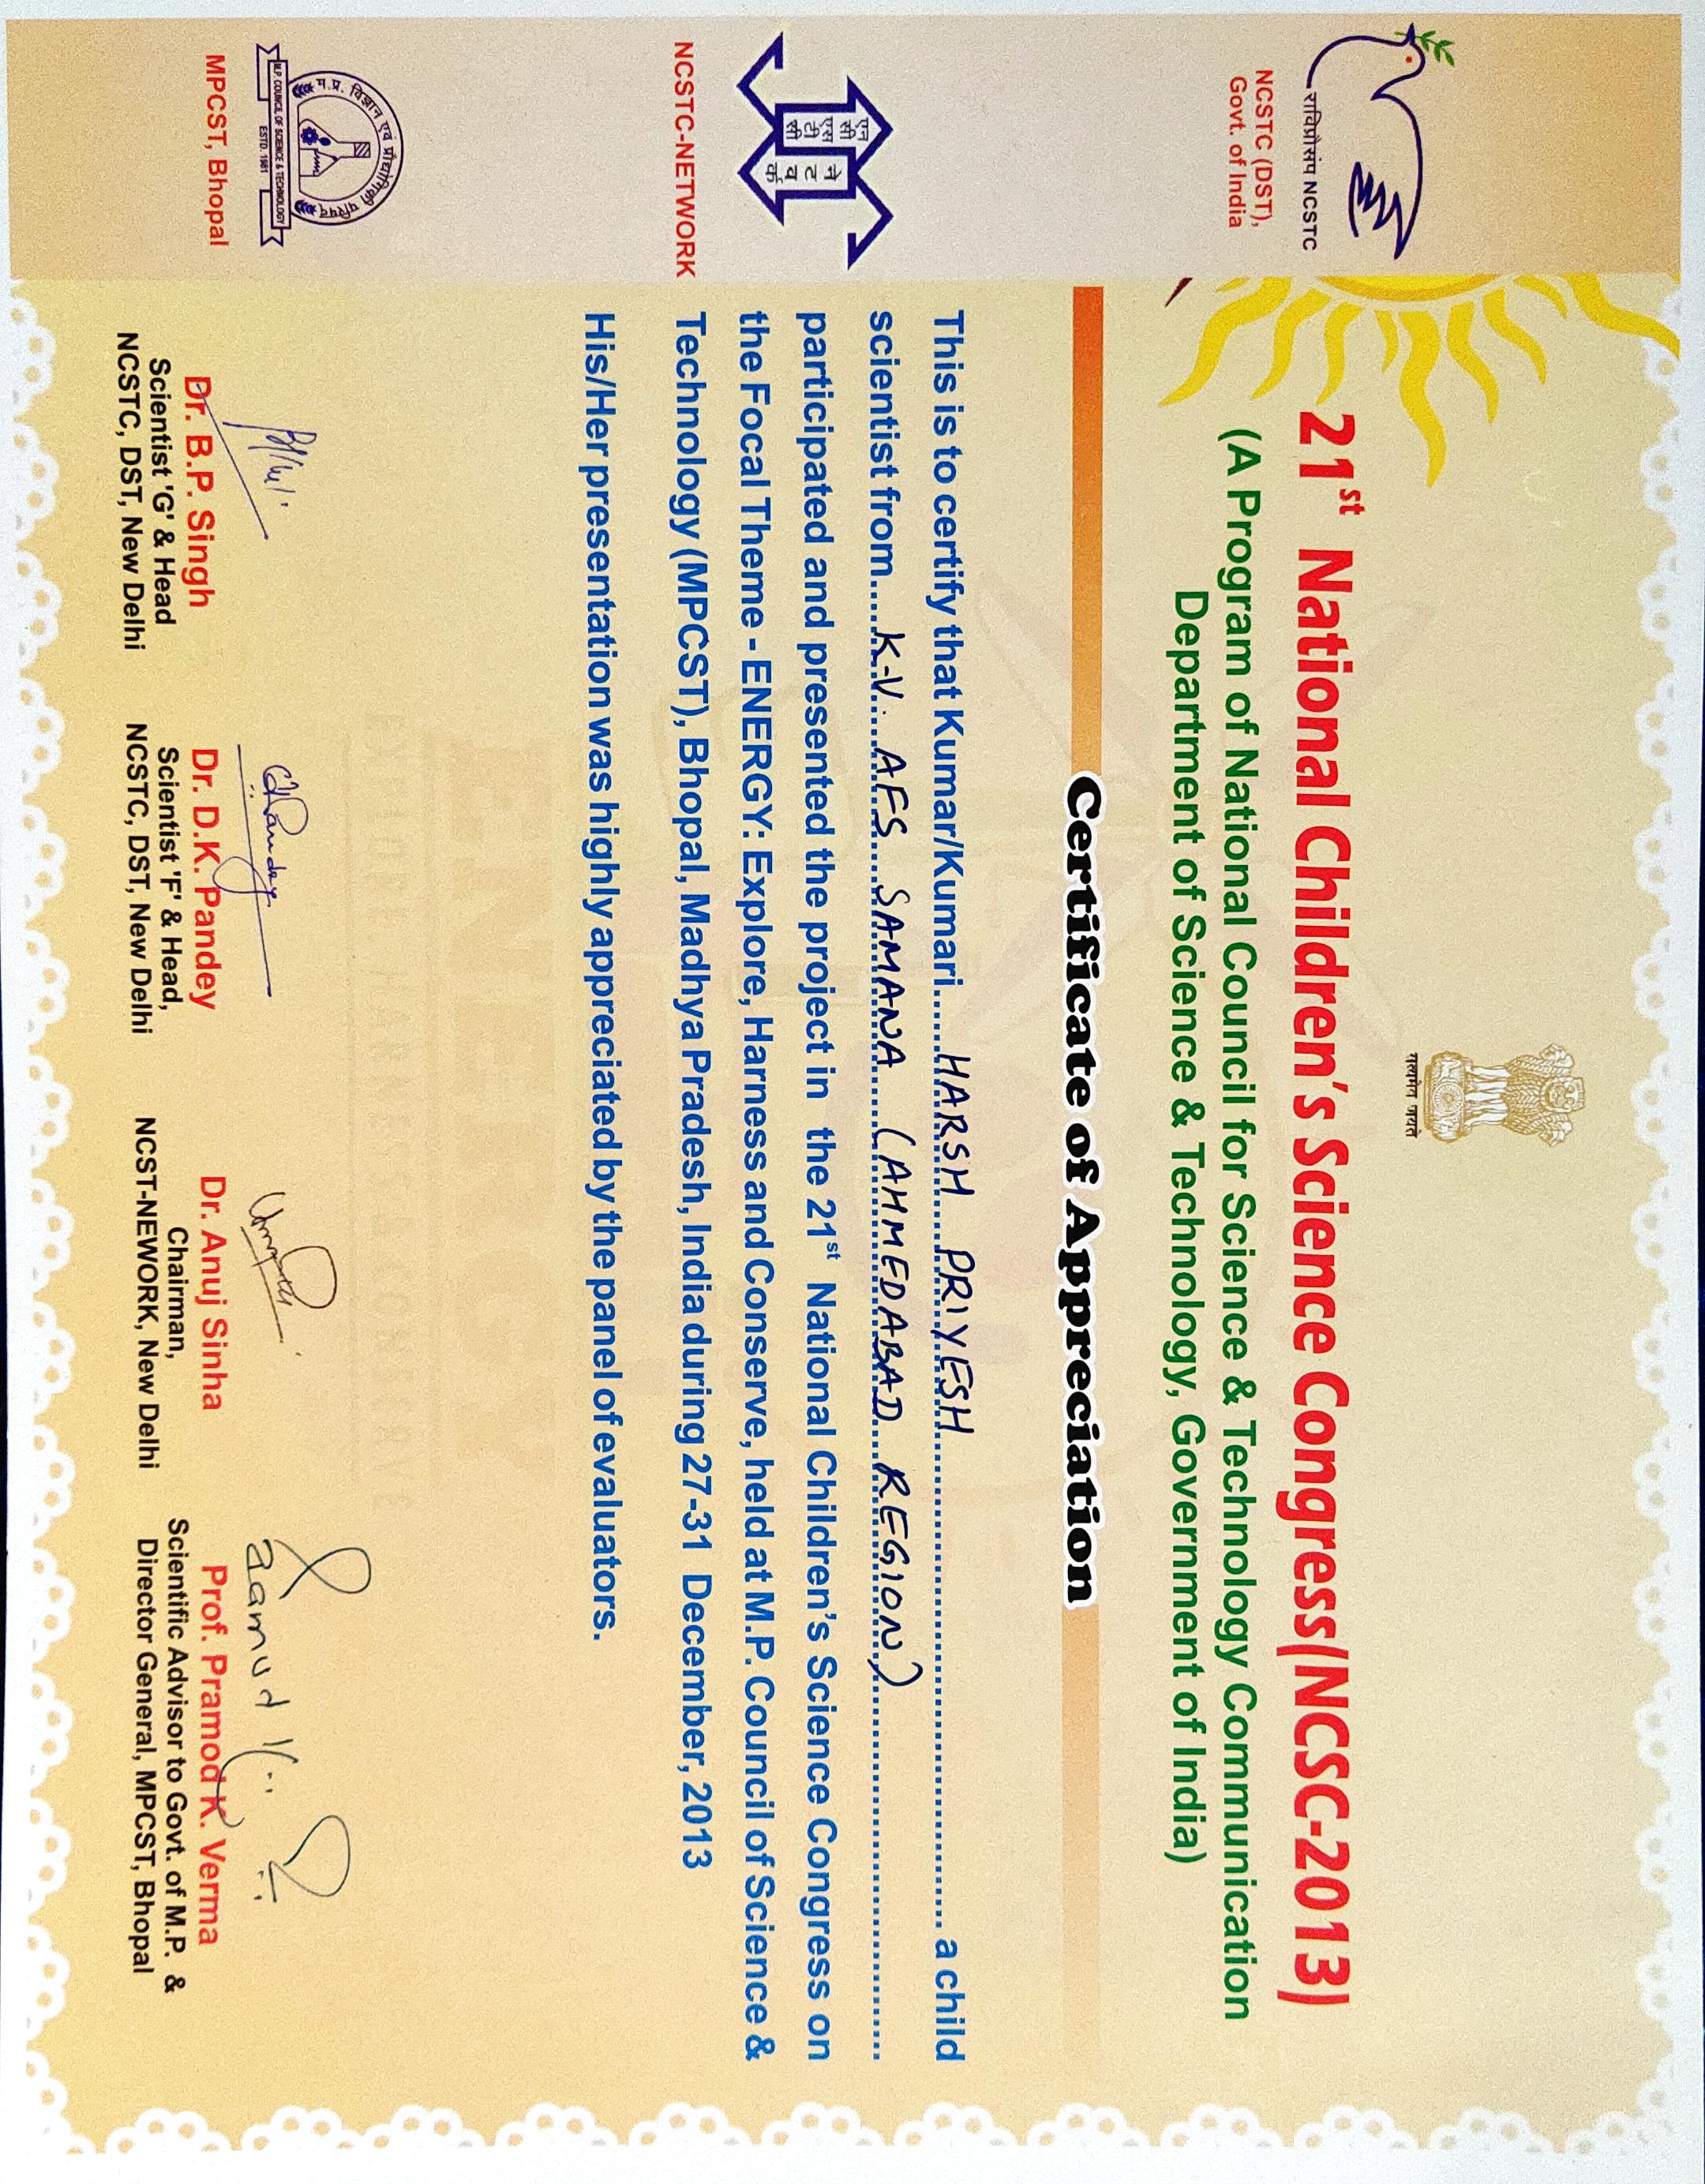 सत्यमेव जयते
21st National Children's Science Congress(NCSC-2013)
(A Program of National Council for Science & Technology Communication
Department of Science & Technology, Government of India)
Certificate of Appreciation
This is to certify that Kumar/Kumari......HARSH PRIYESH...... a child
scientist from.....K.V. AFS SAMANA (AHMEDABAD REGION)......
participated and presented the project in the 21st National Children's Science Congress on
the Focal Theme - ENERGY: Explore, Harness and Conserve, held at M.P. Council of Science &
Technology (MPCST), Bhopal, Madhya Pradesh, India during 27-31 December, 2013
His/Her presentation was highly appreciated by the panel of evaluators.
ENERGY
EXPLORE, HARNESS & CONSERVE
राविप्रौसंप NCSTC
NCSTC (DST),
Govt. of India
एन सी एस टी सी
नेटवर्क
NCSTC-NETWORK
म.प्र. विज्ञान एवं प्रौद्योगिकी परिषद
M.P. COUNCIL OF SCIENCE & TECHNOLOGY
ESTD. 1981
MPCST, Bhopal
Dr. B.P. Singh
Scientist 'G' & Head
NCSTC, DST, New Delhi
Pandey
Dr. D.K. Pandey
Scientist 'F' & Head,
NCSTC, DST, New Delhi
Dr. Anuj Sinha
Chairman,
NCST-NEWORK, New Delhi
Prof. Pramod K. Verma
Scientific Advisor to Govt. of M.P. &
Director General, MPCST, Bhopal